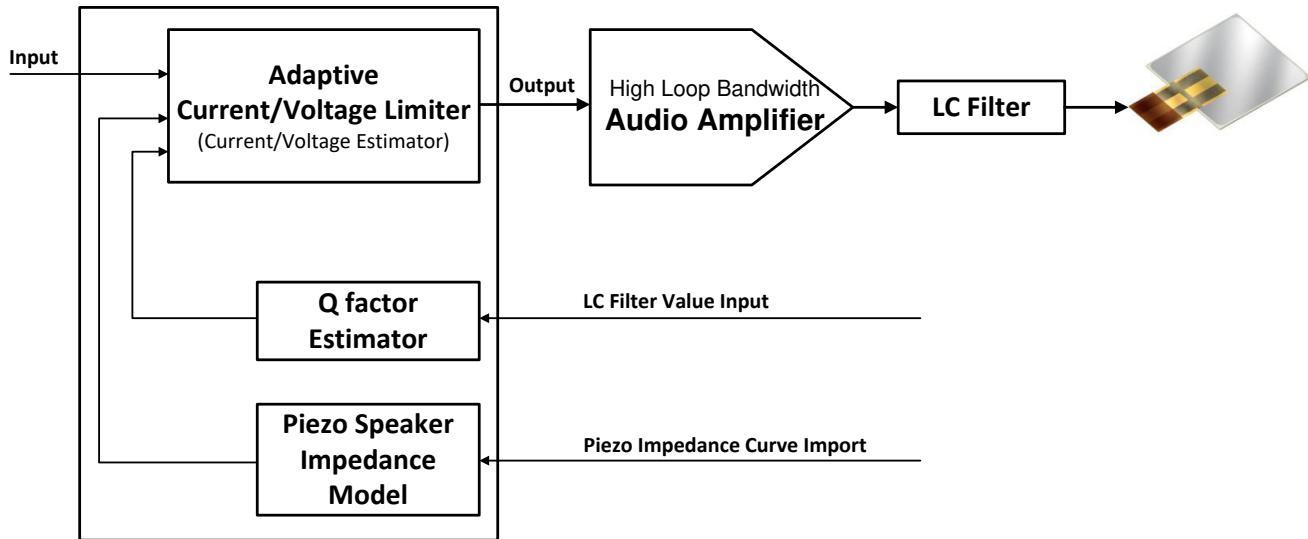 Input
Adaptive
Current/Voltage Limiter
(Current/Voltage Estimator)
Output
High Loop Bandwidth
Audio Amplifier
LC Filter
Q factor
Estimator
LC Filter Value Input
Piezo Speaker
Impedance
Model
Piezo Impedance Curve Import